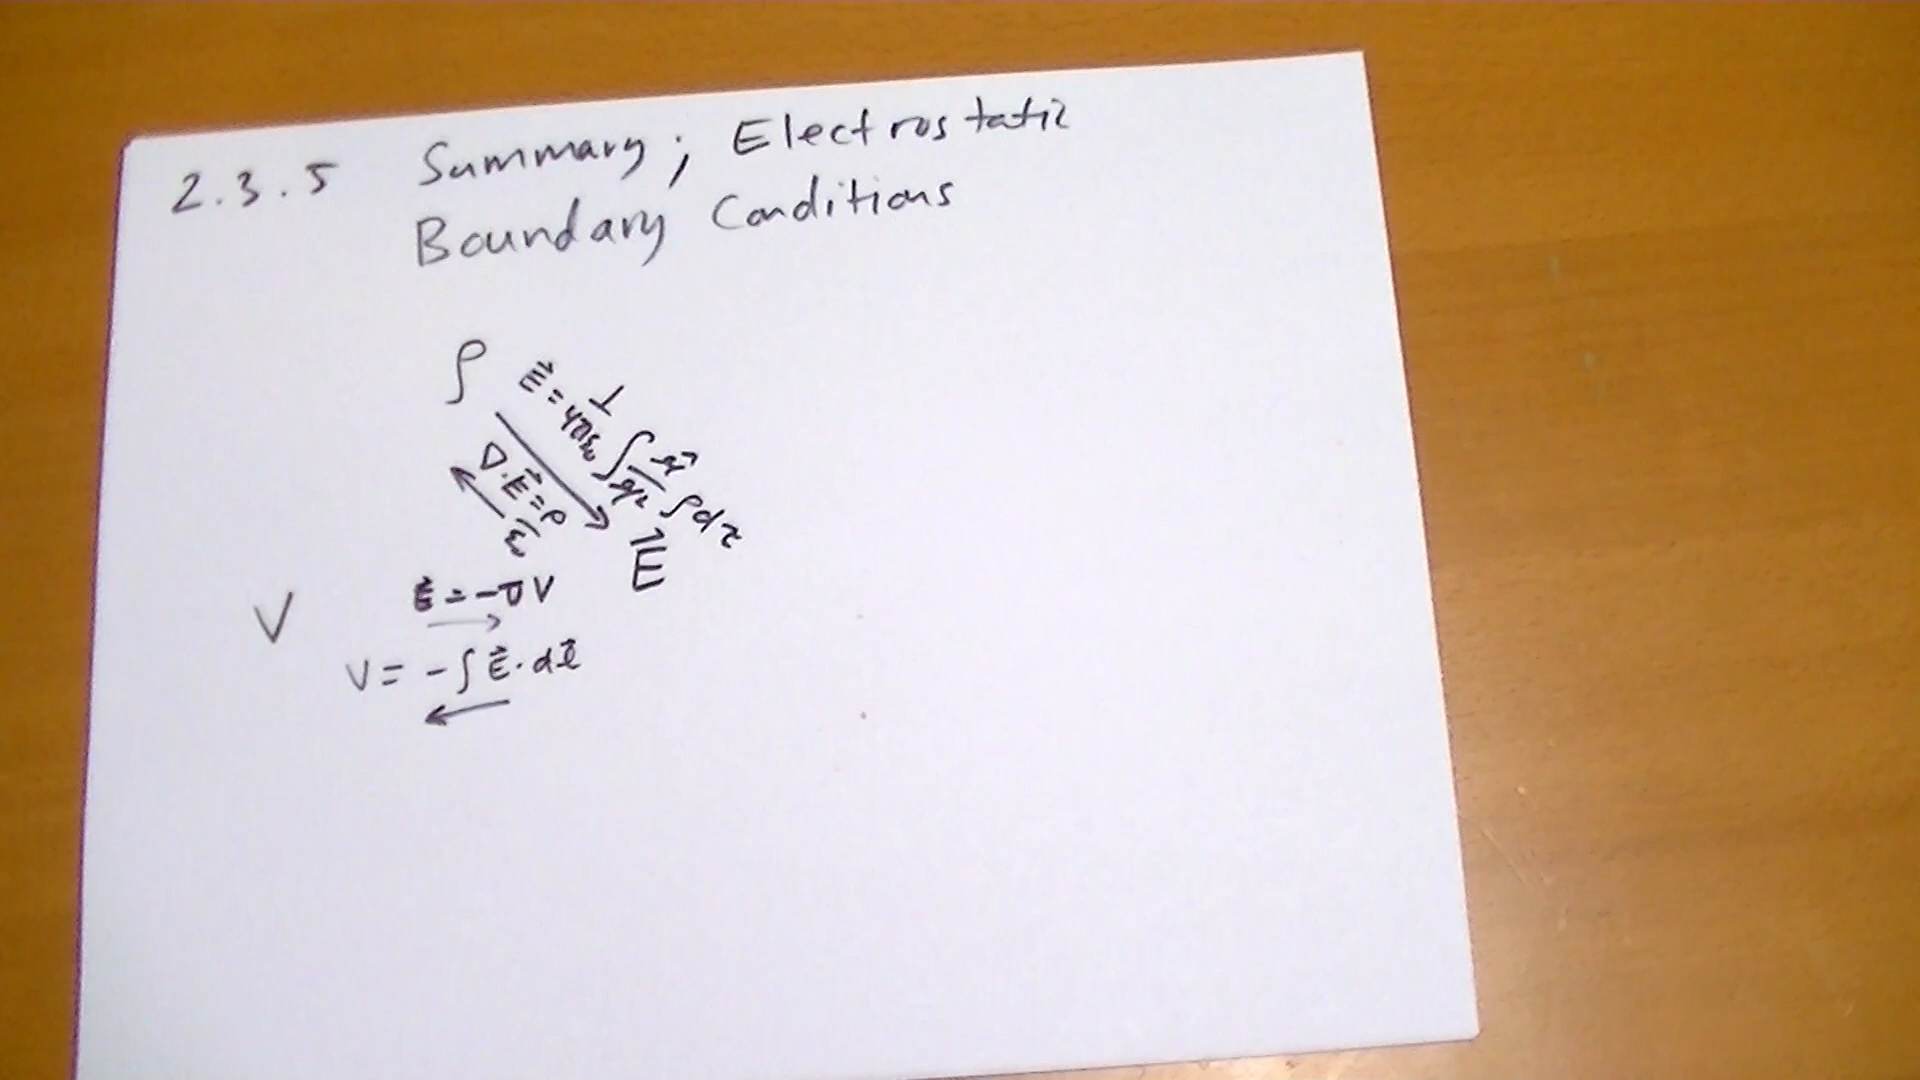 2.3.5 Summary; Electrostatic
Boundary Conditions
ρ
E⃗ = 1/4πε₀ ∫ r̂/r² ρ dτ
∇·E⃗ = ρ/ε₀
E⃗
V
E⃗ = -∇V
V = -∫E⃗·dl⃗